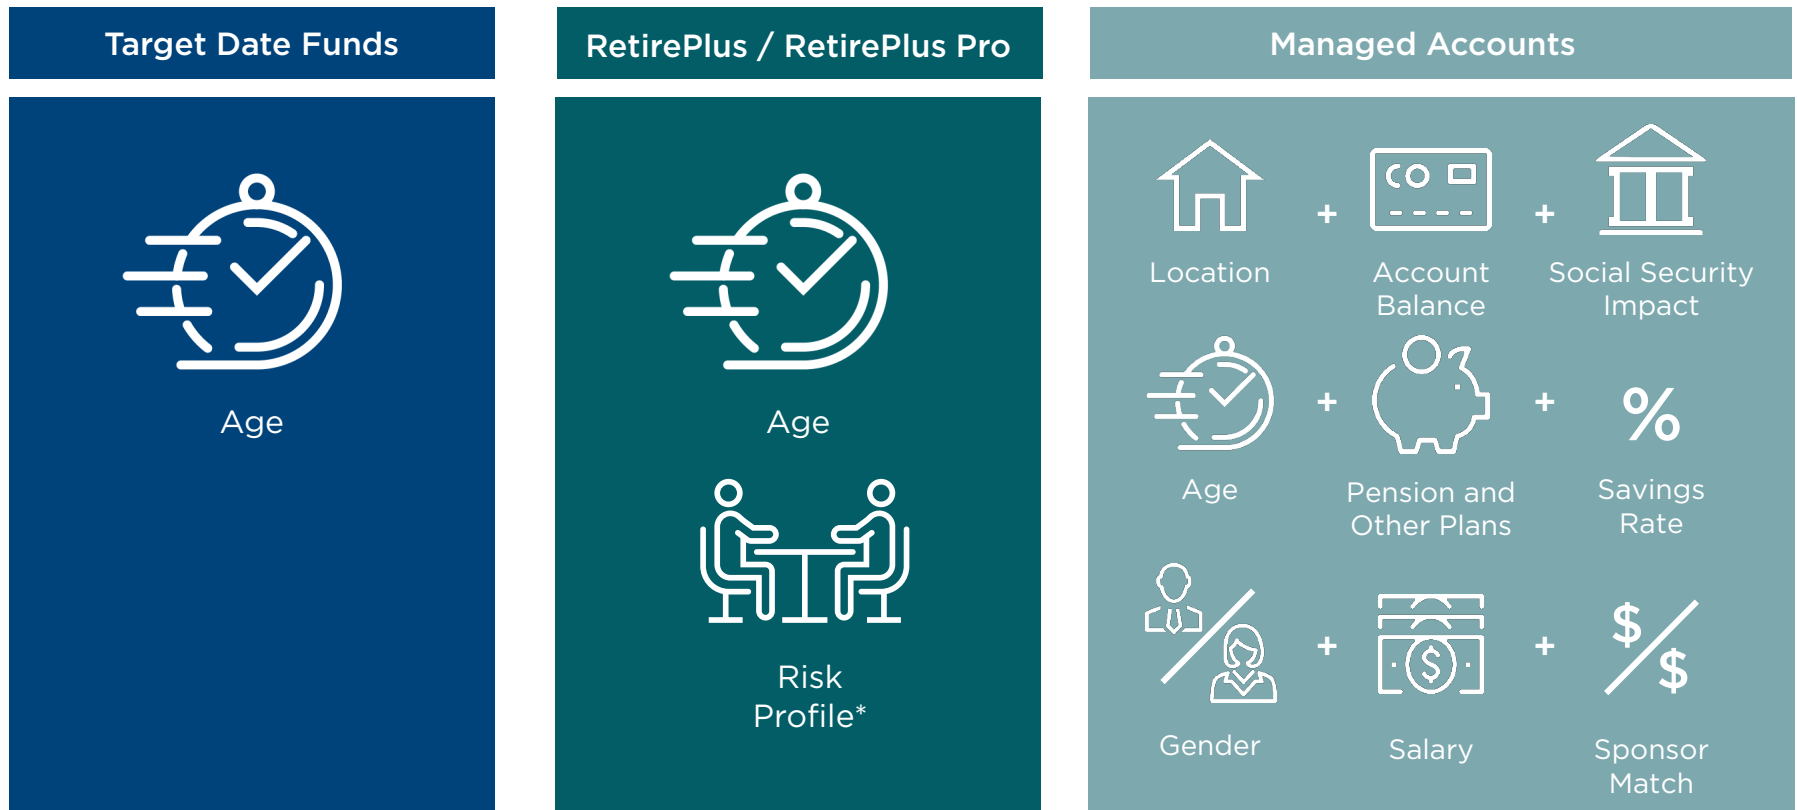 Target Date Funds
Age
RetirePlus / RetirePlus Pro
Age
Risk
Profile*
Managed Accounts
+ +
Location
Account
Balance
Social Security
Impact
+ + %
Age
Pension and
Other Plans
Savings
Rate
+ $ + $/$
Gender
Salary
Sponsor
Match